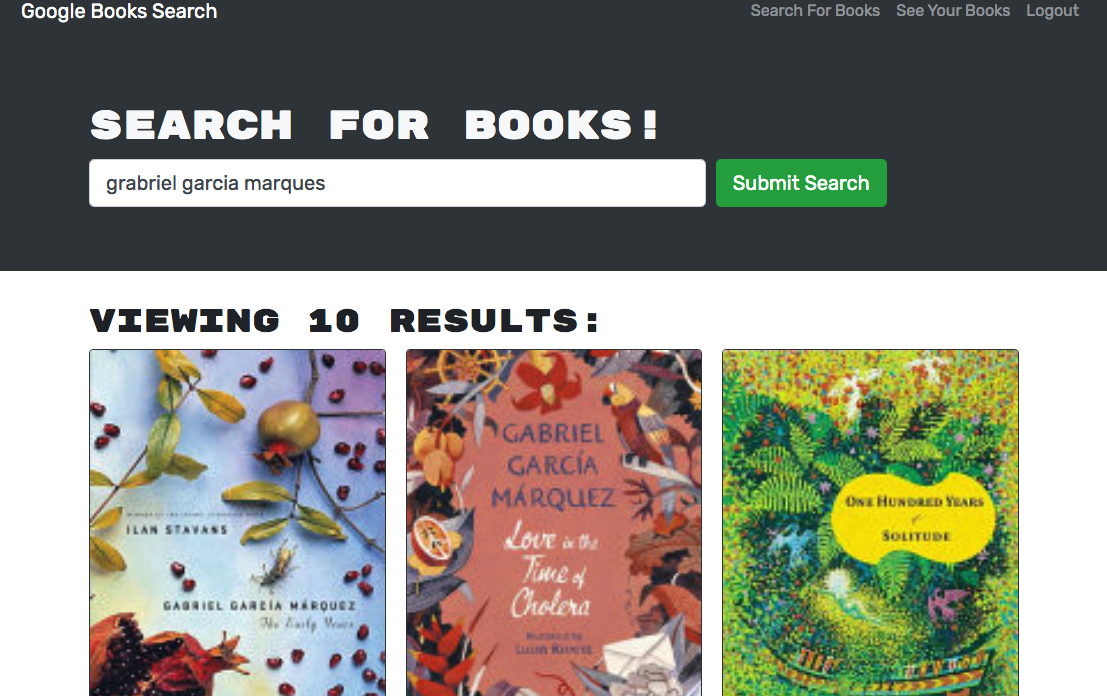 Google Books Search
Search For Books
See Your Books
Logout
SEARCH FOR BOOKS!
grabriel garcia marques
Submit Search
VIEWING 10 RESULTS:
ILAN STAVANS
GABRIEL GARCÍA MÁRQUEZ
The Early Years
GABRIEL
GARCÍA
MÁRQUEZ
Love in the
Time of
Cholera
ONE HUNDRED YEARS
of
SOLITUDE